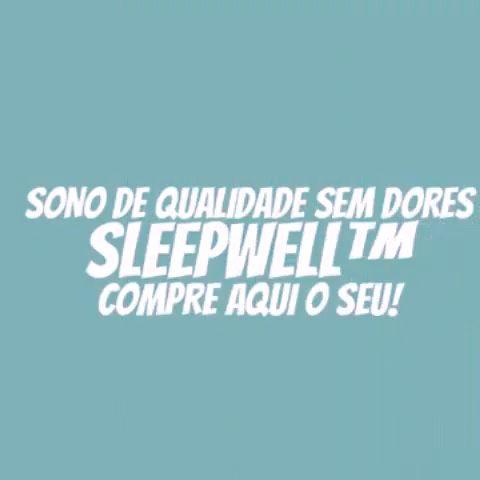 SONO DE QUALIDADE SEM DORES
SLEEPWELL™
COMPRE AQUI O SEU!